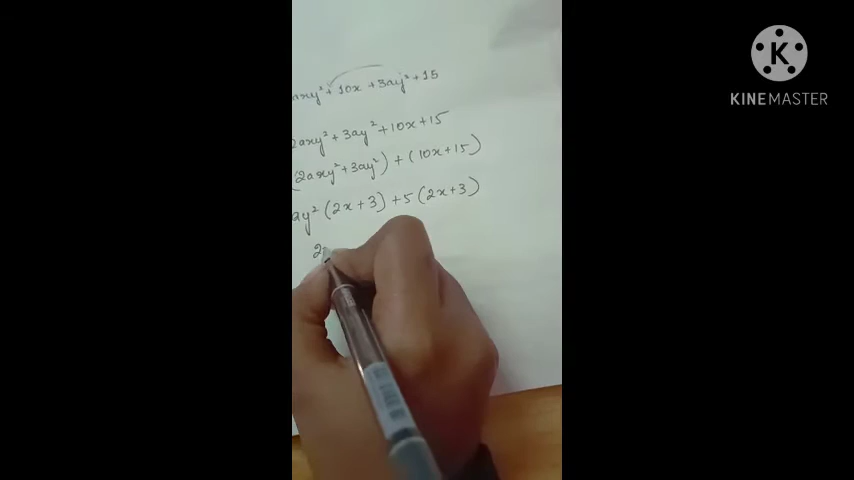 axy² + 10x + 3ay² + 15
2axy² + 3ay² + 10x + 15
(2axy² + 3ay²) + (10x + 15)
ay² (2x + 3) + 5 (2x + 3)
2
K
KINEMASTER